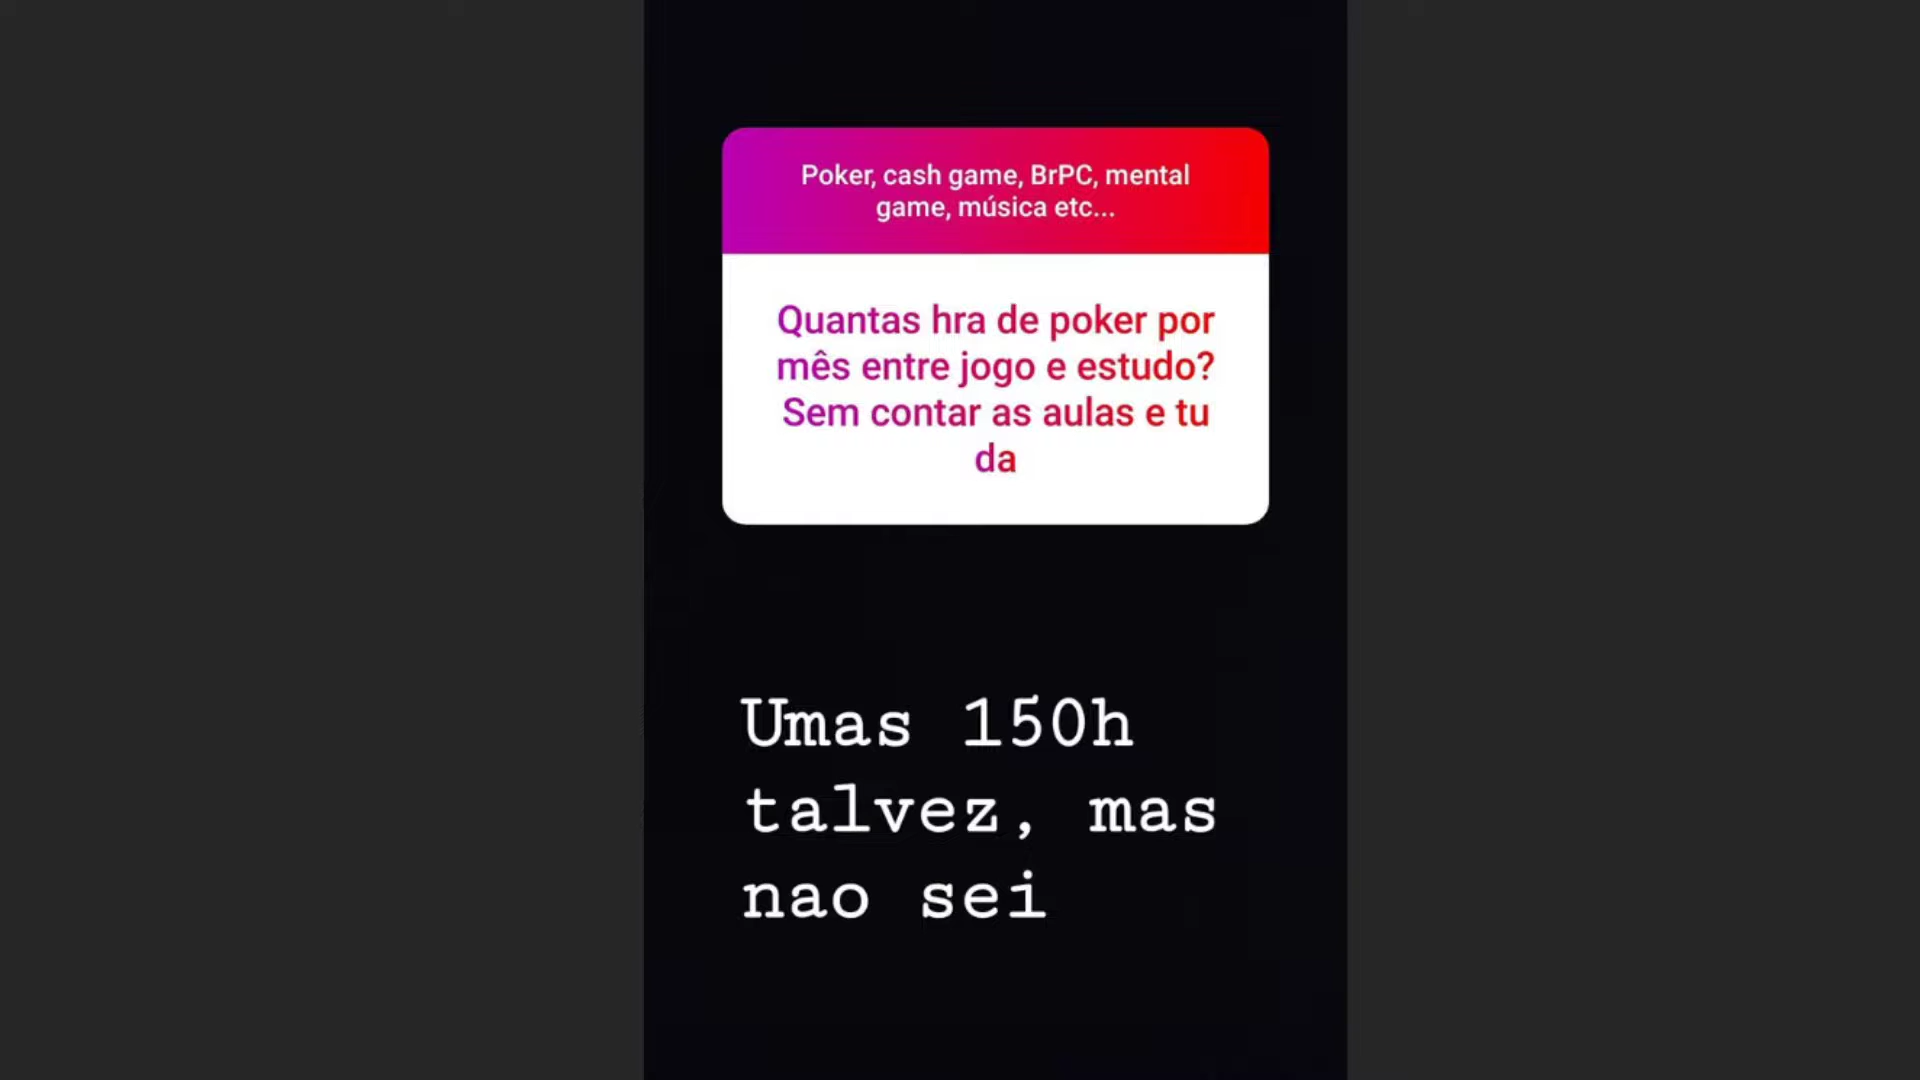 Poker, cash game, BrPC, mental
game, música etc...
Quantas hra de poker por
mês entre jogo e estudo?
Sem contar as aulas e tu
da
Umas 150h
talvez, mas
nao sei